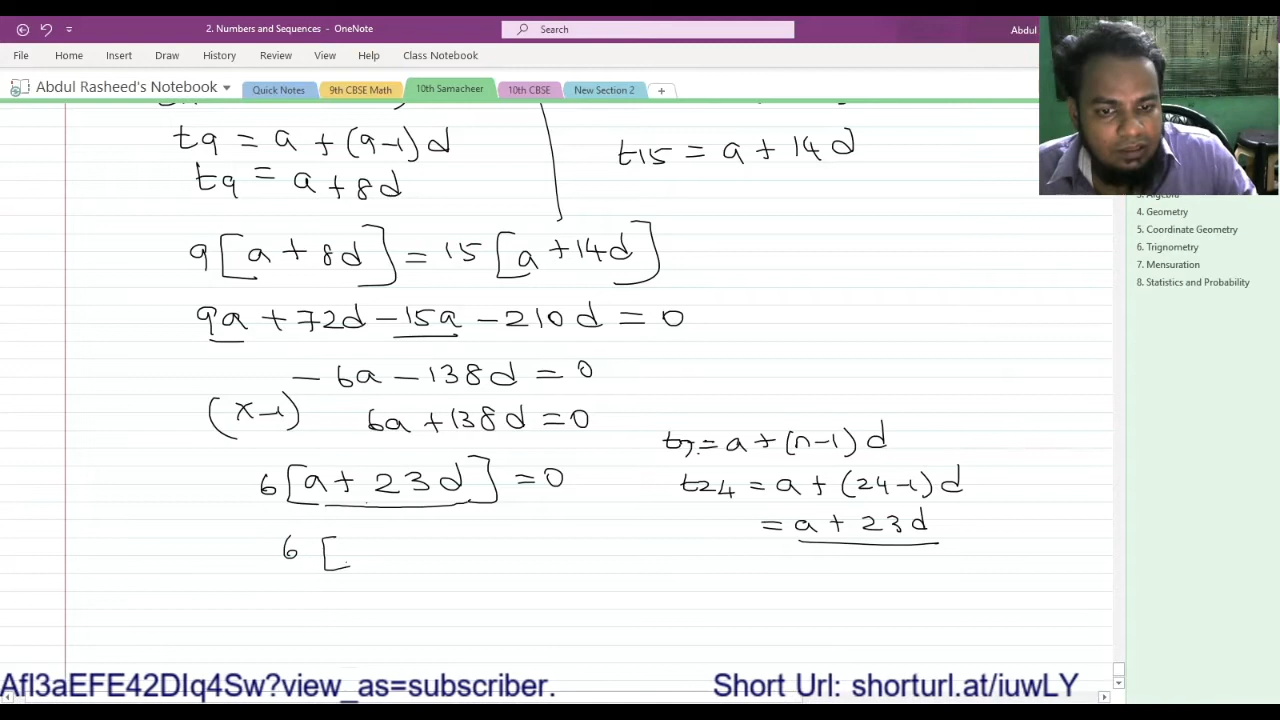 2. Numbers and Sequences - OneNote
Search
Abdul
File Home Insert Draw History Review View Help Class Notebook
Abdul Rasheed's Notebook
Quick Notes 9th CBSE Math 10th Samacheer 10th CBSE New Section 2 +
t9 = a + (9-1)d
t9 = a + 8d
t15 = a + 14d
9[a + 8d] = 15[a + 14d]
9a + 72d - 15a - 210d = 0
- 6a - 138d = 0
(x-1) 6a + 138d = 0
6[a + 23d] = 0
6[
= a + (n-1)d
t24 = a + (24-1)d
= a + 23d
3. Algebra
4. Geometry
5. Coordinate Geometry
6. Trignometry
7. Mensuration
8. Statistics and Probability
AfI3aEFE42DIq4Sw?view_as=subscriber.
Short Url: shorturl.at/iuwLY